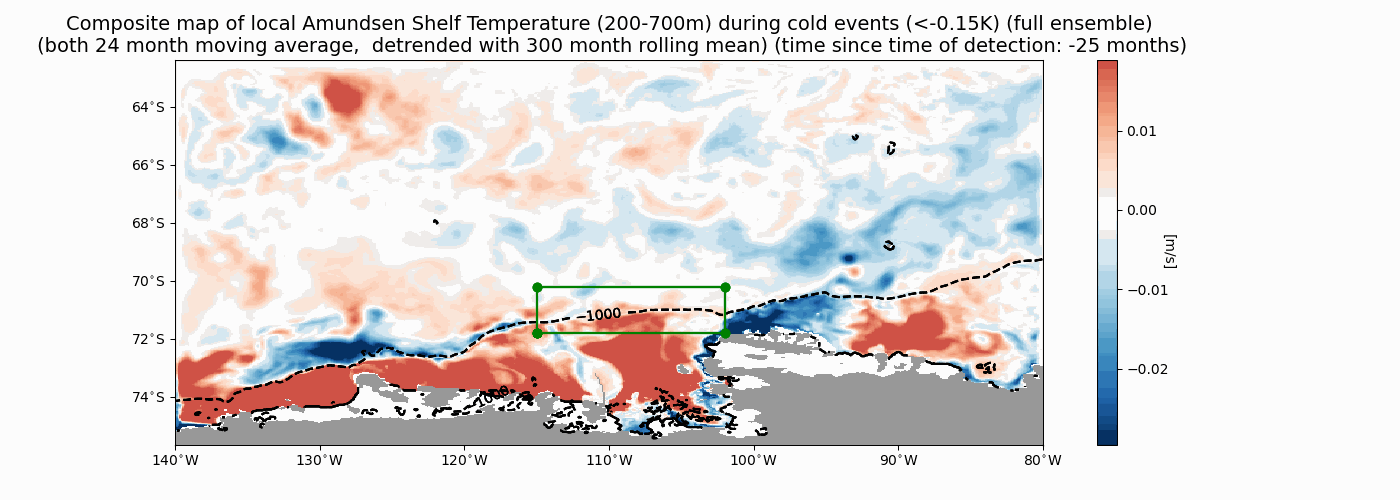 Composite map of local Amundsen Shelf Temperature (200-700m) during cold events (<-0.15K) (full ensemble)
(both 24 month moving average,  detrended with 300 month rolling mean) (time since time of detection: -25 months)
64°S
66°S
68°S
70°S
72°S
74°S
140°W
130°W
120°W
110°W
100°W
90°W
80°W
−1000
1000
0.01
0.00
−0.01
−0.02
[m/s]